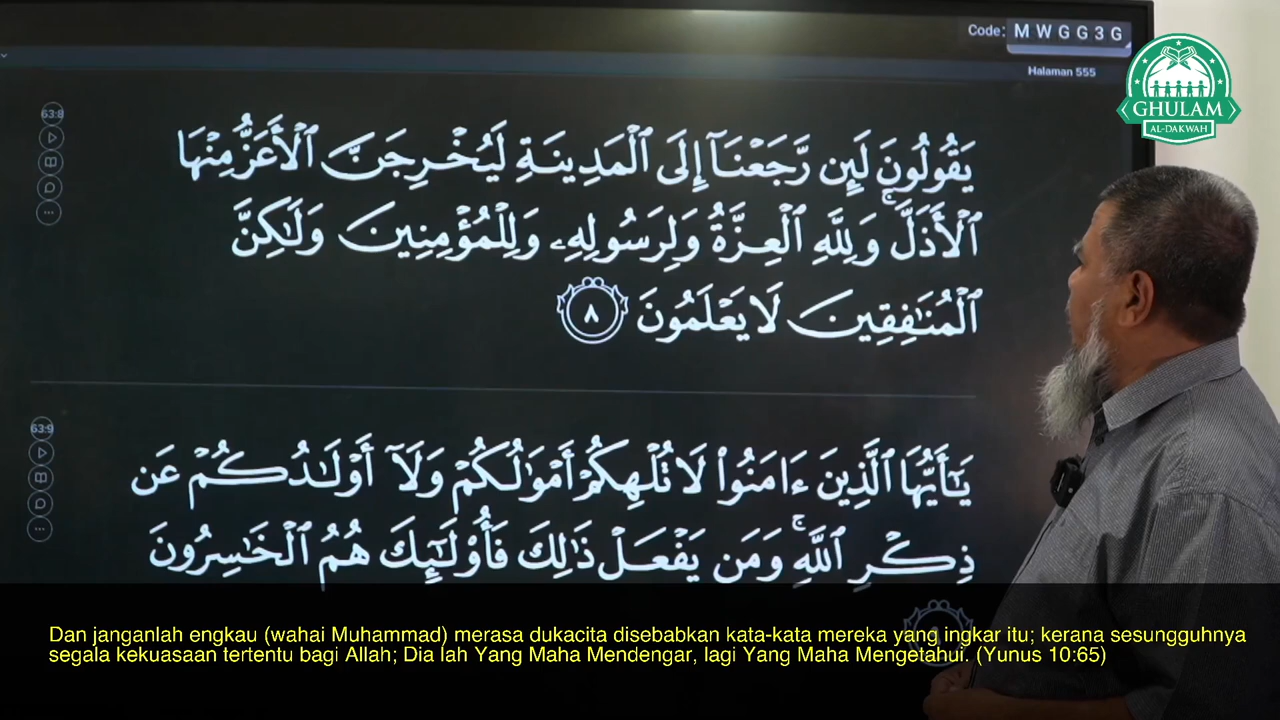 Code: MWGG3G
Halaman 555
GHULAM
AL-DAKWAH
63:8
يَقُولُونَ لَئِن رَّجَعْنَآ إِلَى ٱلْمَدِينَةِ لَيُخْرِجَنَّ ٱلْأَعَزُّ مِنْهَا
ٱلْأَذَلَّ ۚ وَلِلَّهِ ٱلْعِزَّةُ وَلِرَسُولِهِۦ وَلِلْمُؤْمِنِينَ وَلَـٰكِنَّ
ٱلْمُنَـٰفِقِينَ لَا يَعْلَمُونَ ٨
63:9
يَـٰٓأَيُّهَا ٱلَّذِينَ ءَامَنُوا۟ لَا تُلْهِكُمْ أَمْوَٰلُكُمْ وَلَآ أَوْلَـٰدُكُمْ عَن
ذِكْرِ ٱللَّهِ ۚ وَمَن يَفْعَلْ ذَٰلِكَ فَأُو۟لَـٰٓئِكَ هُمُ ٱلْخَـٰسِرُونَ
٩
Dan janganlah engkau (wahai Muhammad) merasa dukacita disebabkan kata-kata mereka yang ingkar itu; kerana sesungguhnya
segala kekuasaan tertentu bagi Allah; Dia lah Yang Maha Mendengar, lagi Yang Maha Mengetahui. (Yunus 10:65)